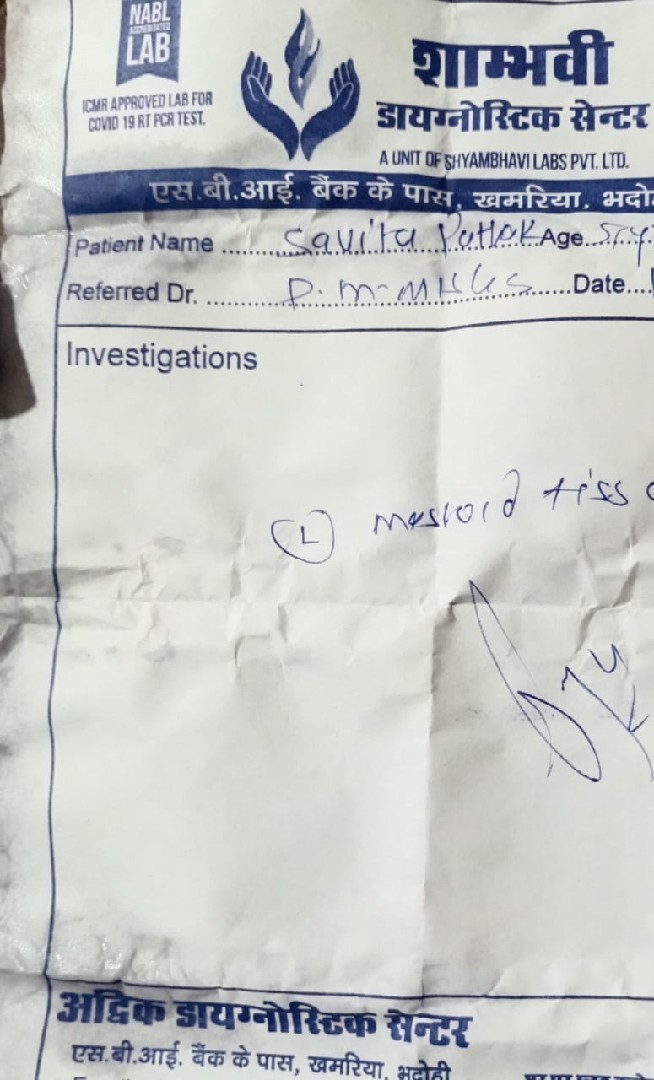 NABL
ACCREDITATED
LAB
ICMR APPROVED LAB FOR
COVID 19 RT PCR TEST.
शाम्भवी
डायग्नोस्टिक सेन्टर
A UNIT OF SHYAMBHAVI LABS PVT. LTD.
एस.बी.आई. बैंक के पास, खमरिया. भदो
Patient Name Savita Age
Referred Dr. Date
Investigations
L tiss
अद्विक डायग्नोस्टिक सेन्टर
एस.बी.आई. बैंक के पास, खमरिया, भदोही